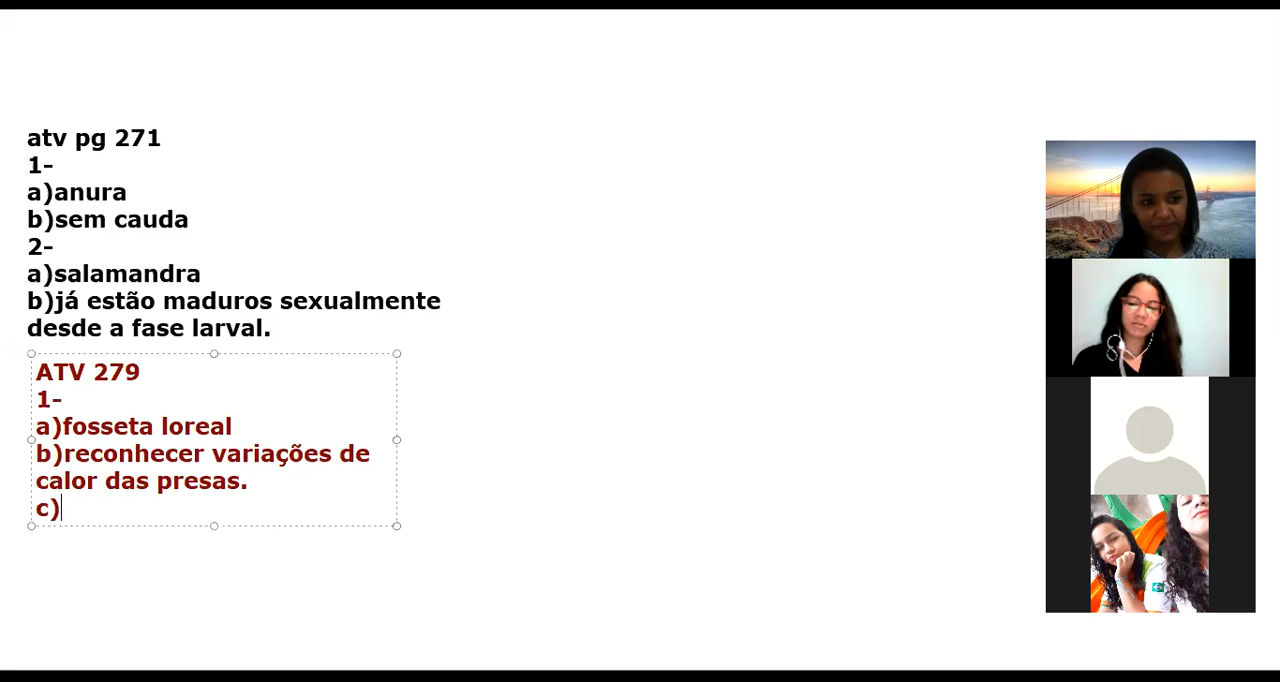 atv pg 271
1-
a)anura
b)sem cauda
2-
a)salamandra
b)já estão maduros sexualmente
desde a fase larval.
ATV 279
1-
a)fosseta loreal
b)reconhecer variações de
calor das presas.
c)